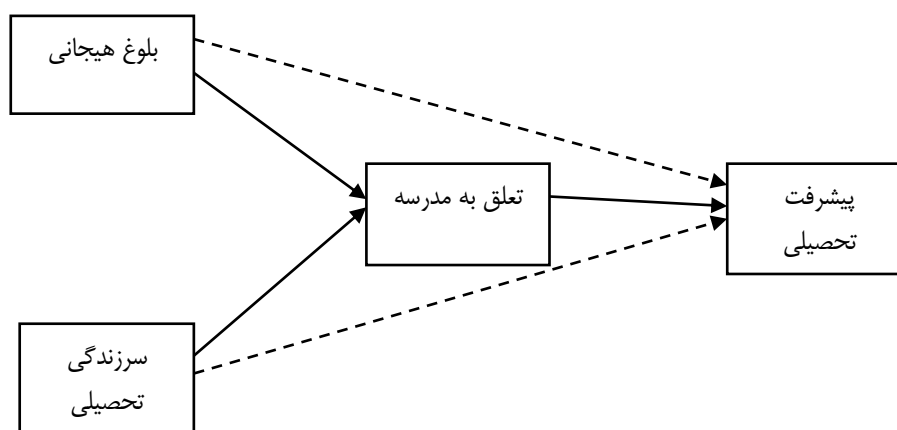 بلوغ هیجانی
تعلق به مدرسه
پیشرفت
تحصیلی
سرزندگی
تحصیلی